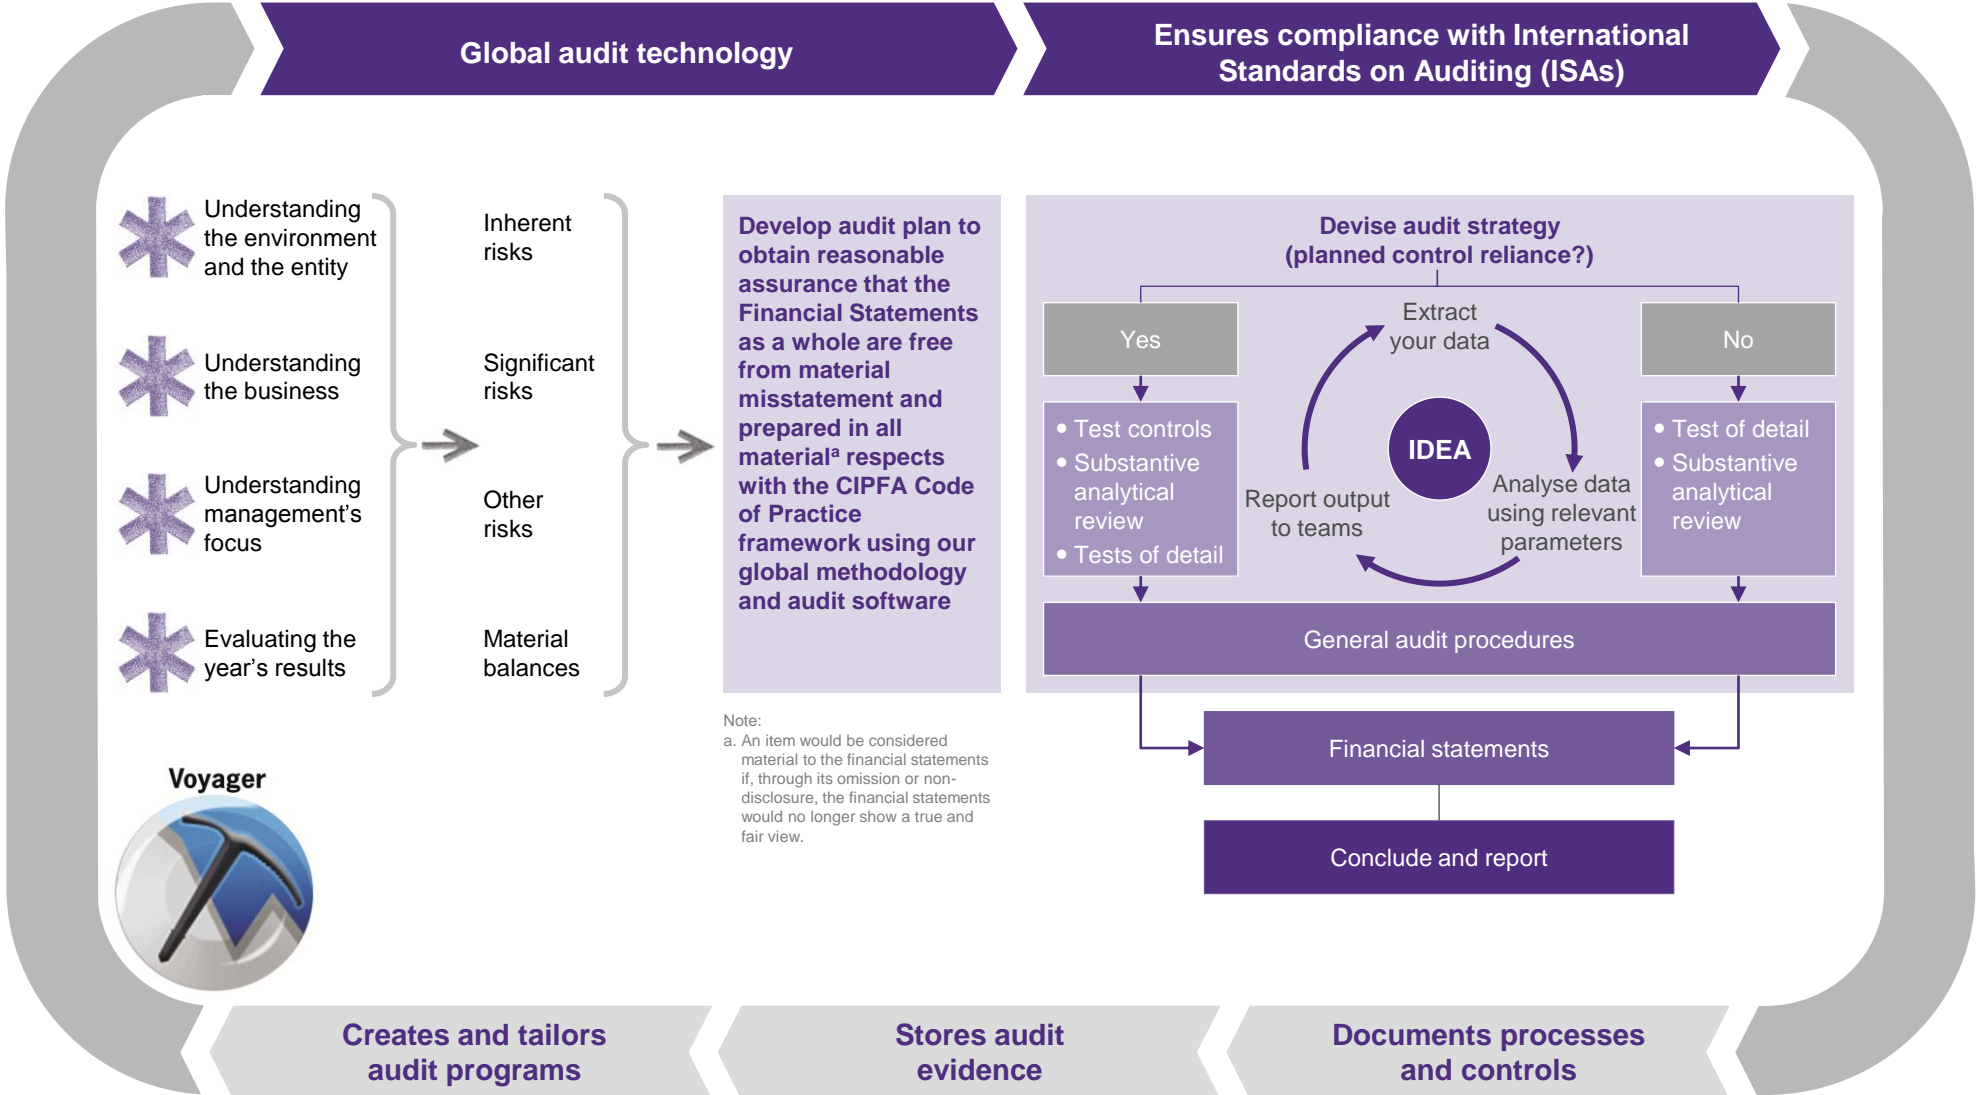 Global audit technology
Ensures compliance with International
Standards on Auditing (ISAs)
Understanding
the environment
and the entity
Understanding
the business
Understanding
management’s
focus
Evaluating the
year’s results
Inherent
risks
Significant
risks
Other
risks
Material
balances
Develop audit plan to
obtain reasonable
assurance that the
Financial Statements
as a whole are free
from material
misstatement and
prepared in all
materialª respects
with the CIPFA Code
of Practice
framework using our
global methodology
and audit software
Note:
a. An item would be considered
material to the financial statements
if, through its omission or non-
disclosure, the financial statements
would no longer show a true and
fair view.
Devise audit strategy
(planned control reliance?)
Yes
• Test controls
• Substantive
analytical
review
• Tests of detail
Extract
your data
IDEA
Analyse data
using relevant
parameters
Report output
to teams
No
• Test of detail
• Substantive
analytical
review
General audit procedures
Financial statements
Conclude and report
Voyager
Creates and tailors
audit programs
Stores audit
evidence
Documents processes
and controls